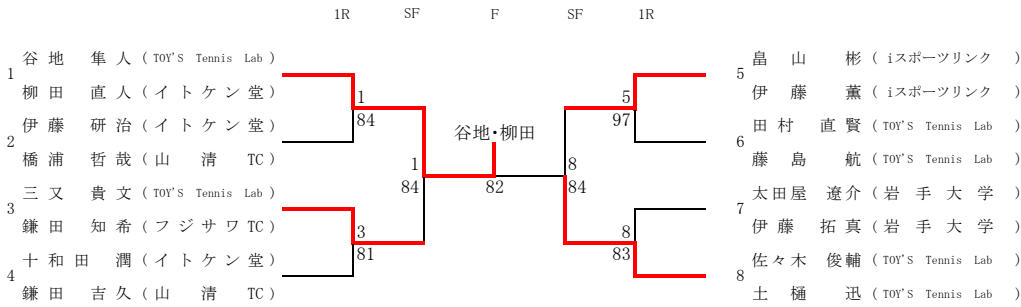 1R SF F SF 1R
1 谷地 隼人 (TOY'S Tennis Lab)
柳田 直人 (イトケン堂)
2 伊藤 研治 (イトケン堂)
橋浦 哲哉 (山清 TC)
3 三又 貴文 (TOY'S Tennis Lab)
鎌田 知希 (フジサワTC)
4 十和田 潤 (イトケン堂)
鎌田 吉久 (山清 TC)
1
84
3
81
1
84
谷地・柳田
82
8
84
5
97
8
83
5 畠山 彬 (iスポーツリンク)
伊藤 薫 (iスポーツリンク)
6 田村 直賢 (TOY'S Tennis Lab)
藤島 航 (TOY'S Tennis Lab)
7 太田屋 遼介 (岩手大学)
伊藤 拓真 (岩手大学)
8 佐々木 俊輔 (TOY'S Tennis Lab)
土樋 迅 (TOY'S Tennis Lab)